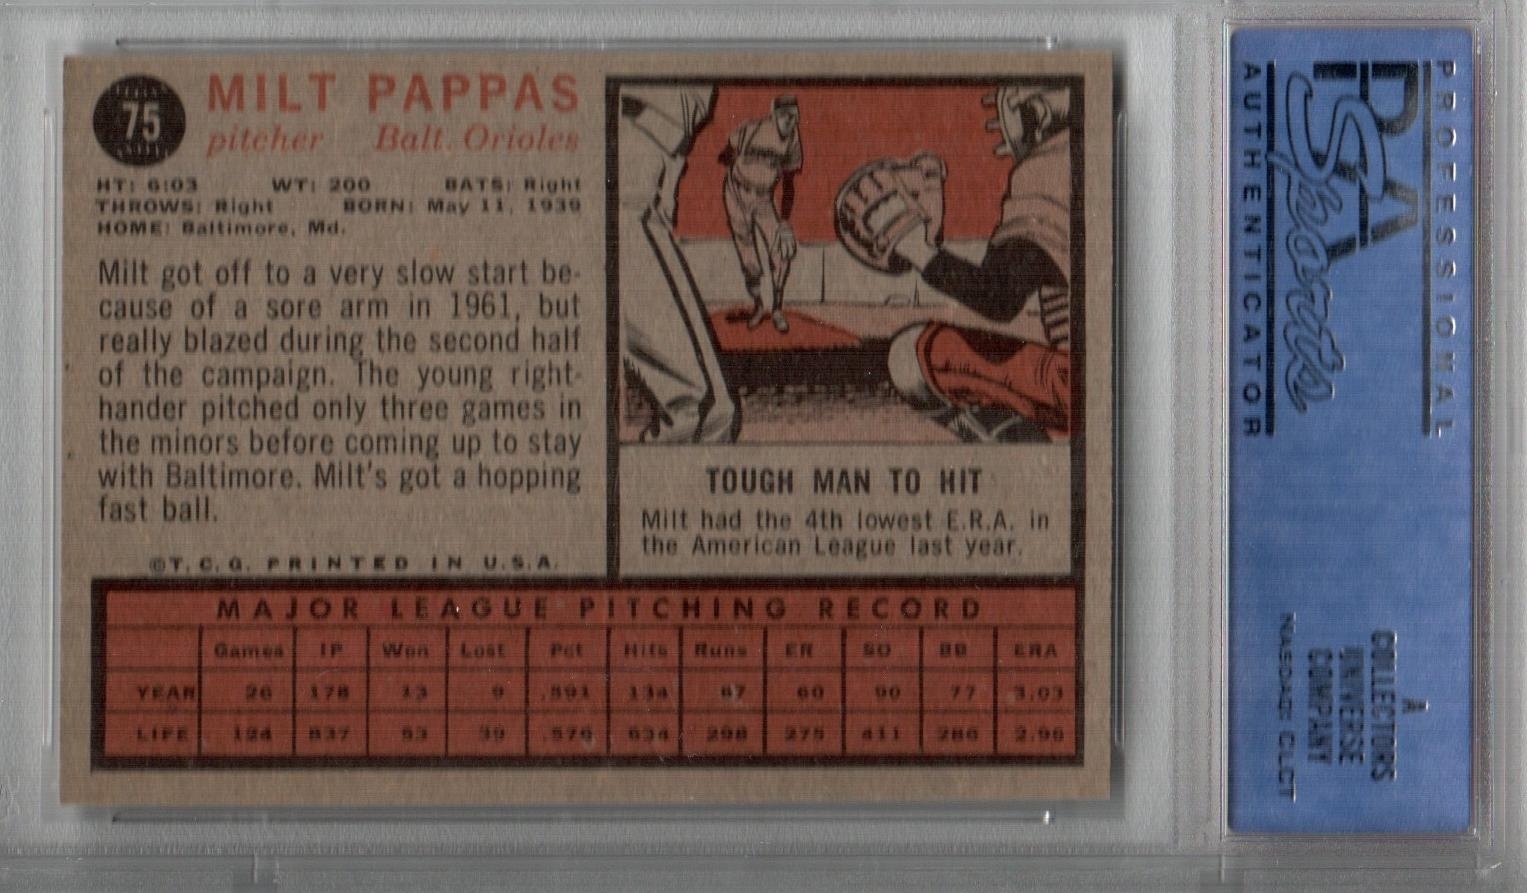 75
MILT PAPPAS
pitcher Balt. Orioles
HT: 6:03 WT: 200 BATS: Right
THROWS: Right BORN: May 11, 1939
HOME: Baltimore, Md.
Milt got off to a very slow start be-
cause of a sore arm in 1961, but
really blazed during the second half
of the campaign. The young right-
hander pitched only three games in
the minors before coming up to stay
with Baltimore. Milt's got a hopping
fast ball.
©T. C. G. PRINTED IN U.S.A.
TOUGH MAN TO HIT
Milt had the 4th lowest E.R.A. in
the American League last year.
MAJOR LEAGUE PITCHING RECORD
Games IP Won Lost Pct Hits Runs ER SO BB ERA
YEAR 26 178 13 9 .591 134 67 60 90 77 3.03
LIFE 124 837 53 39 .576 634 298 275 411 286 2.96
PSA
Sports
PROFESSIONAL
AUTHENTICATOR
A
COLLECTORS
UNIVERSE
COMPANY
NASDAQ: CLCT